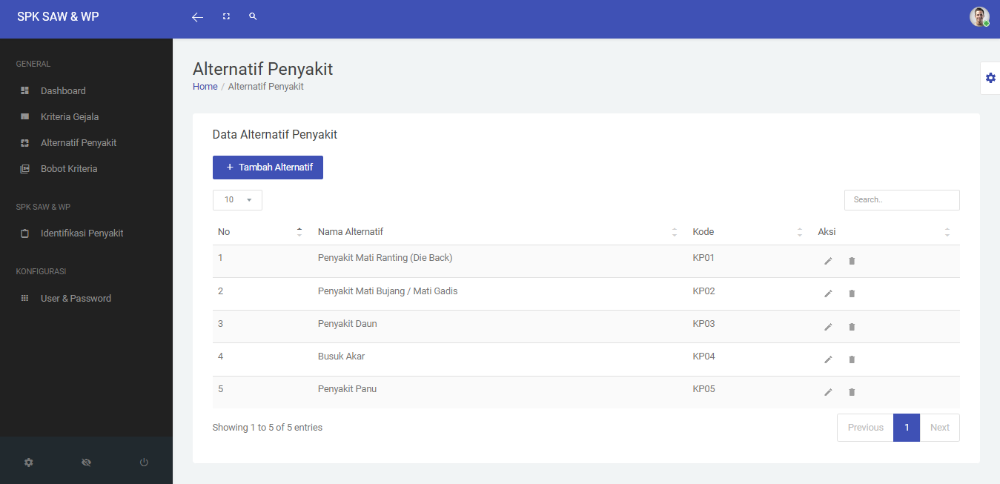 SPK SAW & WP
GENERAL
Dashboard
Kriteria Gejala
Alternatif Penyakit
Bobot Kriteria
SPK SAW & WP
Identifikasi Penyakit
KONFIGURASI
User & Password
Alternatif Penyakit
Home / Alternatif Penyakit
Data Alternatif Penyakit
+ Tambah Alternatif
10
Search..
No Nama Alternatif Kode Aksi
1 Penyakit Mati Ranting (Die Back) KP01
2 Penyakit Mati Bujang / Mati Gadis KP02
3 Penyakit Daun KP03
4 Busuk Akar KP04
5 Penyakit Panu KP05
Showing 1 to 5 of 5 entries
Previous 1 Next